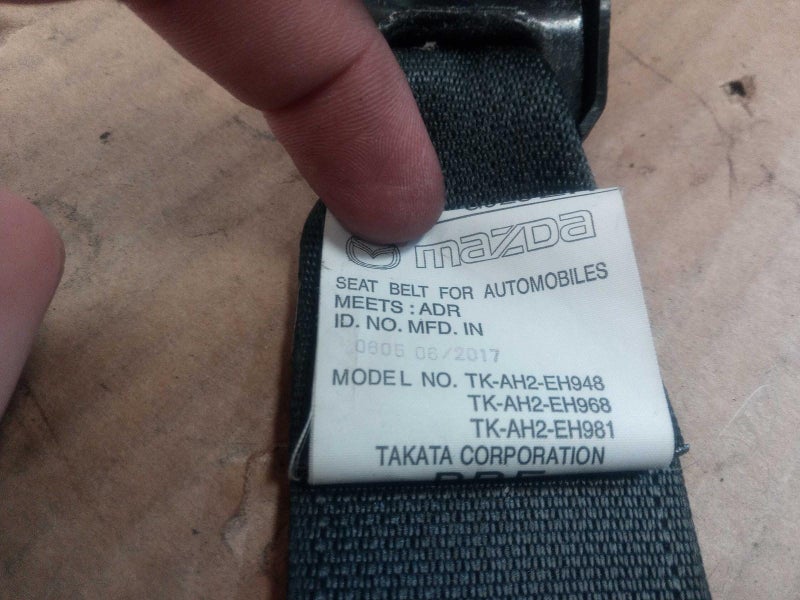 mazda
SEAT BELT FOR AUTOMOBILES
MEETS : ADR
ID. NO. MFD. IN
0605 06/2017
MODEL NO. TK-AH2-EH948
TK-AH2-EH968
TK-AH2-EH981
TAKATA CORPORATION